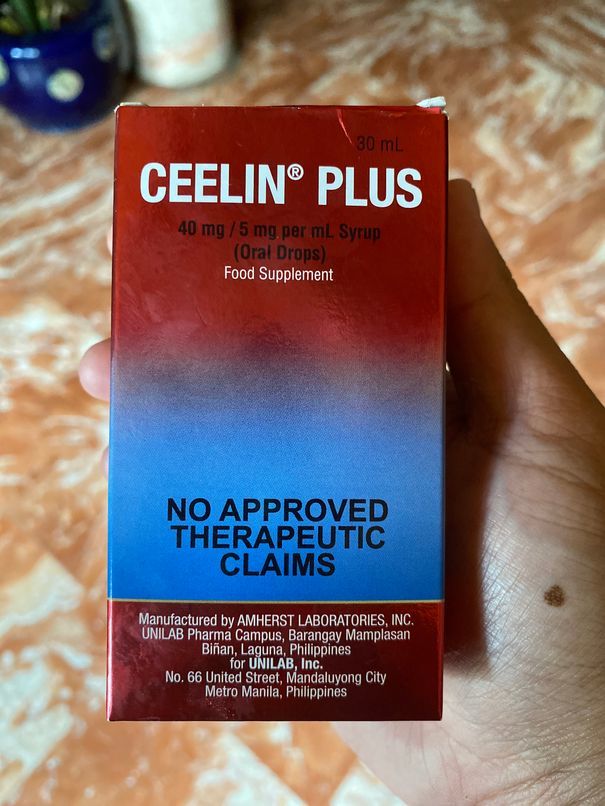 30 mL
CEELIN® PLUS
40 mg / 5 mg per mL Syrup
(Oral Drops)
Food Supplement
NO APPROVED
THERAPEUTIC
CLAIMS
Manufactured by AMHERST LABORATORIES, INC.
UNILAB Pharma Campus, Barangay Mamplasan
Biñan, Laguna, Philippines
for UNILAB, Inc.
No. 66 United Street, Mandaluyong City
Metro Manila, Philippines